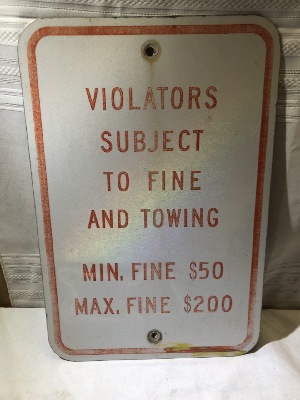 VIOLATORS
SUBJECT
TO FINE
AND TOWING
MIN. FINE $50
MAX. FINE $200